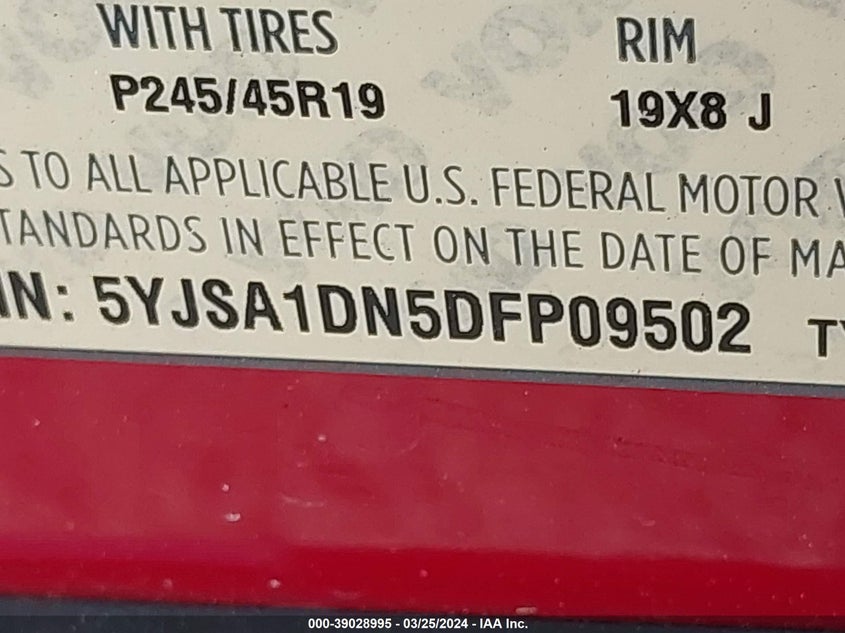 WITH TIRES RIM
P245/45R19 19X8 J
S TO ALL APPLICABLE U.S. FEDERAL MOTOR V
TANDARDS IN EFFECT ON THE DATE OF MA
IN: 5YJSA1DN5DFP09502 TY
000-39028995 - 03/25/2024 - IAA Inc.